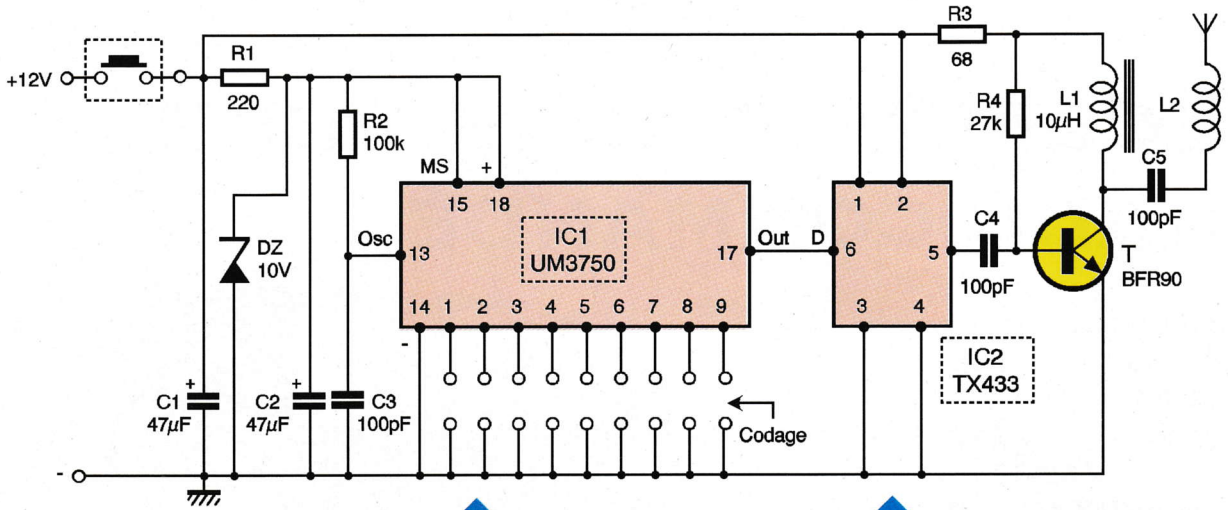 +12V
R1
220
R2
100k
DZ
10V
C1
+
47µF
C2
+
47µF
C3
100pF
-
MS
+
15
18
Osc
13
IC1
UM3750
17
Out
D
14
1
2
3
4
5
6
7
8
9
-
Codage
1
2
6
5
3
4
IC2
TX433
R3
68
R4
27k
L1
10µH
L2
C4
100pF
C5
100pF
T
BFR90